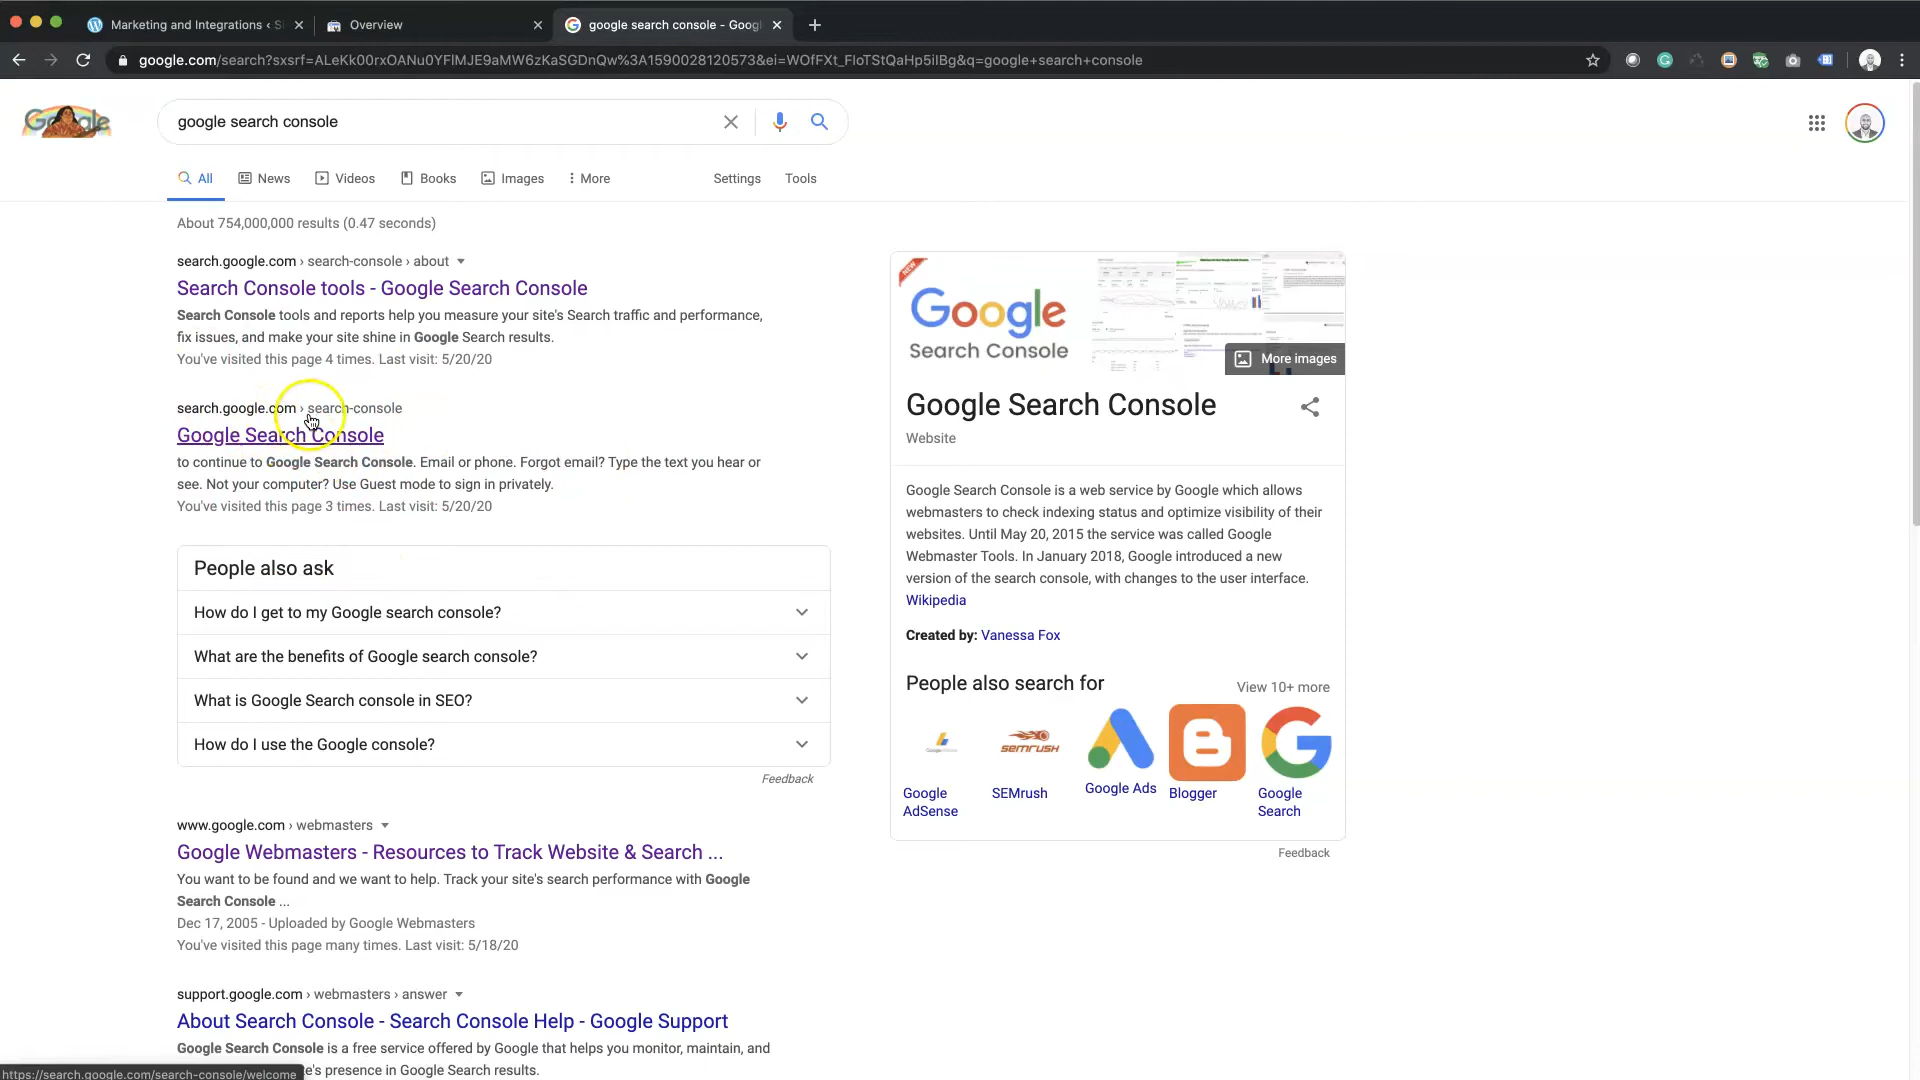 Marketing and Integrations ‹ S
Overview
google search console - Goog
google.com/search?sxsrf=ALeKk00rxOANu0YFlMJE9aMW6zKaSGDnQw%3A1590028120573&ei=WOfFXt_FIoTStQaHp5iIBg&q=google+search+console
google search console
All
News
Videos
Books
Images
More
Settings
Tools
About 754,000,000 results (0.47 seconds)
search.google.com › search-console › about
Search Console tools - Google Search Console
Search Console tools and reports help you measure your site's Search traffic and performance,
fix issues, and make your site shine in Google Search results.
You've visited this page 4 times. Last visit: 5/20/20
search.google.com › search-console
Google Search Console
to continue to Google Search Console. Email or phone. Forgot email? Type the text you hear or
see. Not your computer? Use Guest mode to sign in privately.
You've visited this page 3 times. Last visit: 5/20/20
People also ask
How do I get to my Google search console?
What are the benefits of Google search console?
What is Google Search console in SEO?
How do I use the Google console?
Feedback
www.google.com › webmasters
Google Webmasters - Resources to Track Website & Search ...
You want to be found and we want to help. Track your site's search performance with Google
Search Console ...
Dec 17, 2005 - Uploaded by Google Webmasters
You've visited this page many times. Last visit: 5/18/20
support.google.com › webmasters › answer
About Search Console - Search Console Help - Google Support
Google Search Console is a free service offered by Google that helps you monitor, maintain, and
te's presence in Google Search results.
https://search.google.com/search-console/welcome
NEW
Google
Search Console
More images
Google Search Console
Website
Google Search Console is a web service by Google which allows
webmasters to check indexing status and optimize visibility of their
websites. Until May 20, 2015 the service was called Google
Webmaster Tools. In January 2018, Google introduced a new
version of the search console, with changes to the user interface.
Wikipedia
Created by: Vanessa Fox
People also search for
View 10+ more
SEMRUSH
Google
AdSense
SEMrush
Google Ads
Blogger
Google
Search
Feedback